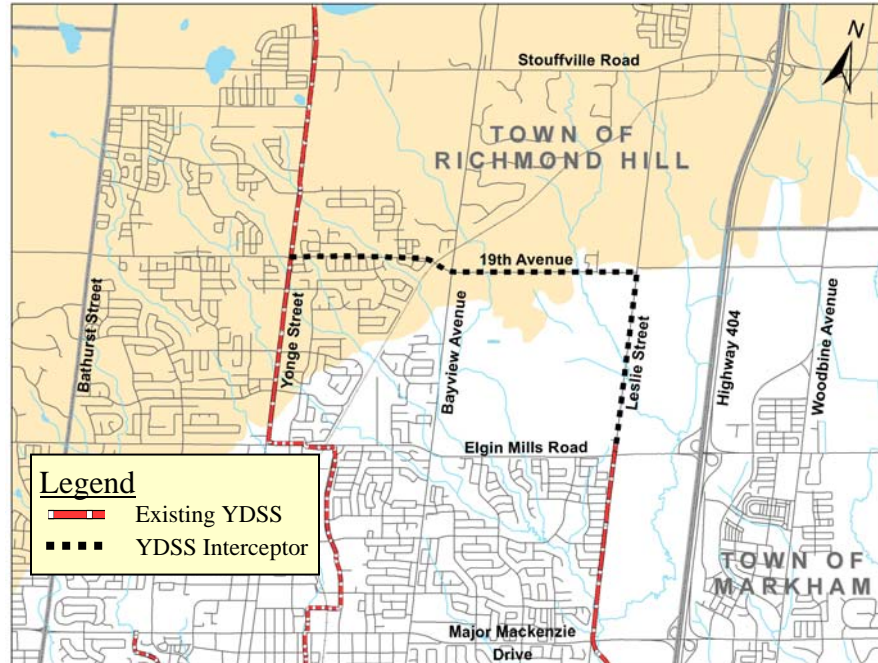 N
Stouffville Road
TOWN OF
RICHMOND HILL
19th Avenue
Bathurst Street
Yonge Street
Bayview Avenue
Leslie Street
Highway 404
Woodbine Avenue
Elgin Mills Road
Legend
Existing YDSS
YDSS Interceptor
TOWN OF
MARKHAM
Major Mackenzie
Drive